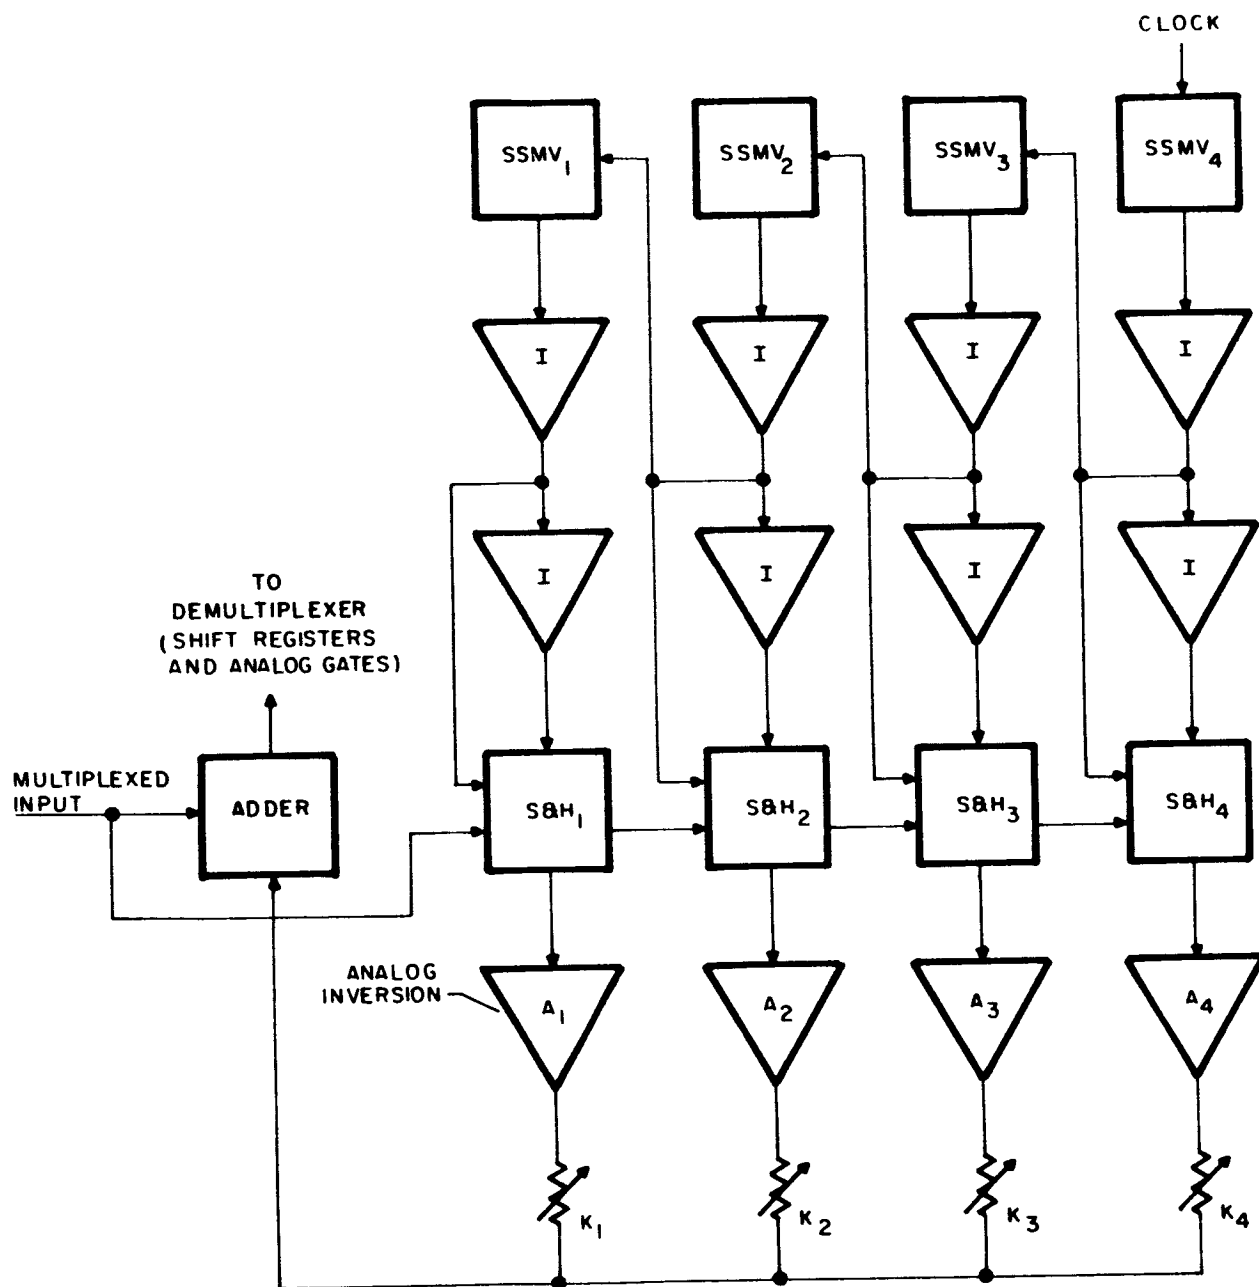 CLOCK
SSMV1
SSMV2
SSMV3
SSMV4
I
I
I
I
I
I
I
I
TO
DEMULTIPLEXER
(SHIFT REGISTERS
AND ANALOG GATES)
MULTIPLEXED
INPUT
ADDER
S&H1
S&H2
S&H3
S&H4
ANALOG
INVERSION
A1
A2
A3
A4
K1
K2
K3
K4